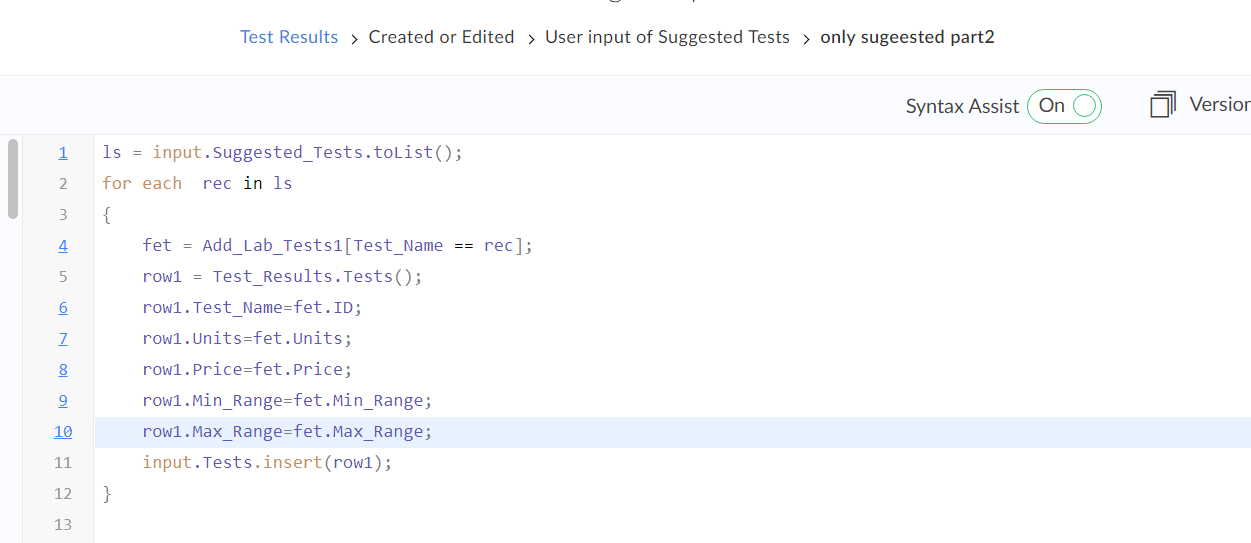 Test Results > Created or Edited > User input of Suggested Tests > only sugeested part2
Syntax Assist On Version
1 ls = input.Suggested_Tests.toList();
2 for each  rec in ls
3 {
4     fet = Add_Lab_Tests1[Test_Name == rec];
5     row1 = Test_Results.Tests();
6     row1.Test_Name=fet.ID;
7     row1.Units=fet.Units;
8     row1.Price=fet.Price;
9     row1.Min_Range=fet.Min_Range;
10     row1.Max_Range=fet.Max_Range;
11     input.Tests.insert(row1);
12 }
13